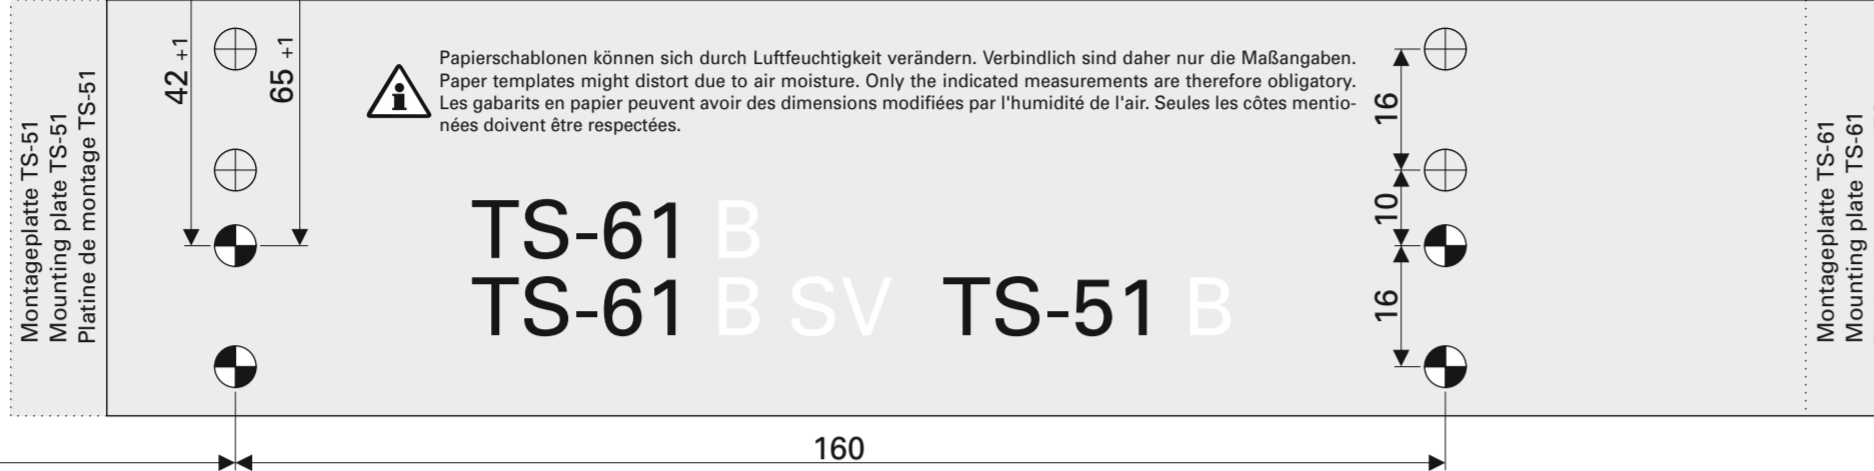 Montageplatte TS-51
Mounting plate TS-51
Platine de montage TS-51
42 +1
65 +1
Papierschablonen können sich durch Luftfeuchtigkeit verändern. Verbindlich sind daher nur die Maßangaben.
Paper templates might distort due to air moisture. Only the indicated measurements are therefore obligatory.
Les gabarits en papier peuvent avoir des dimensions modifiées par l'humidité de l'air. Seules les côtes mentio-
nées doivent être respectées.
TS-61 B
TS-61 B SV TS-51 B
16
10
16
160
Montageplatte TS-61
Mounting plate TS-61